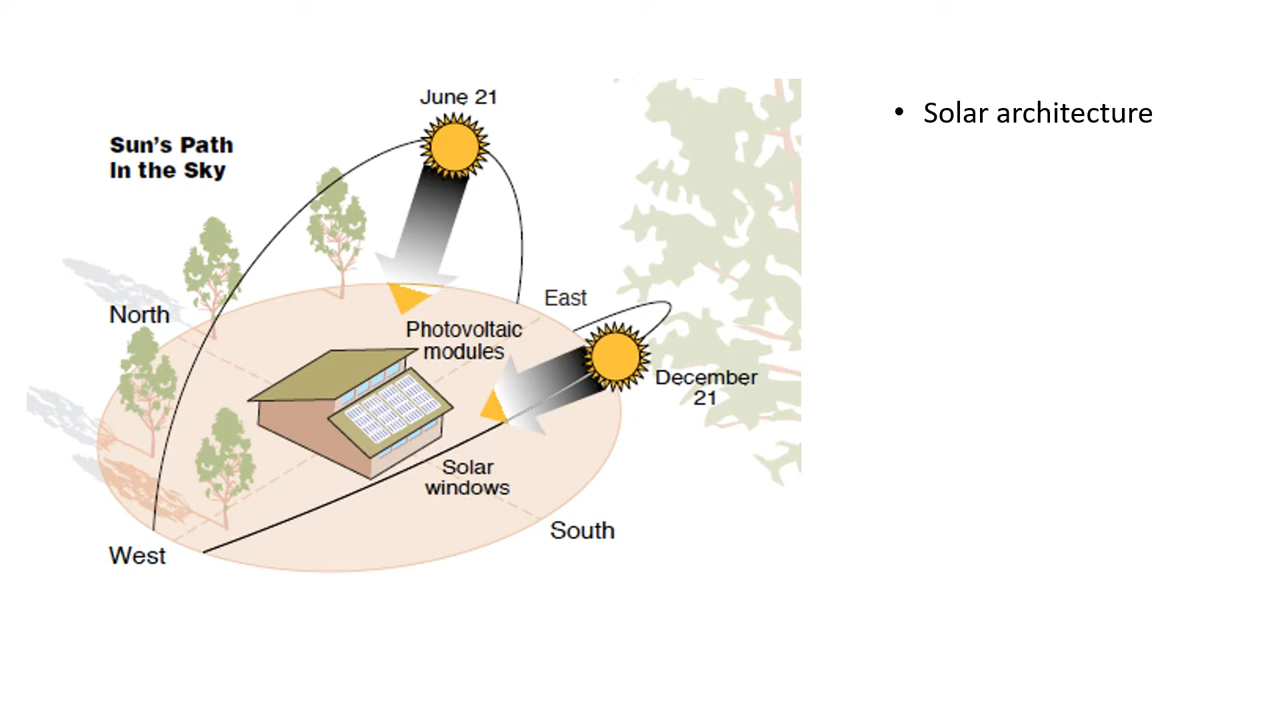 June 21
Sun's Path
In the Sky
North
East
Photovoltaic
modules
December
21
Solar
windows
South
West
• Solar architecture